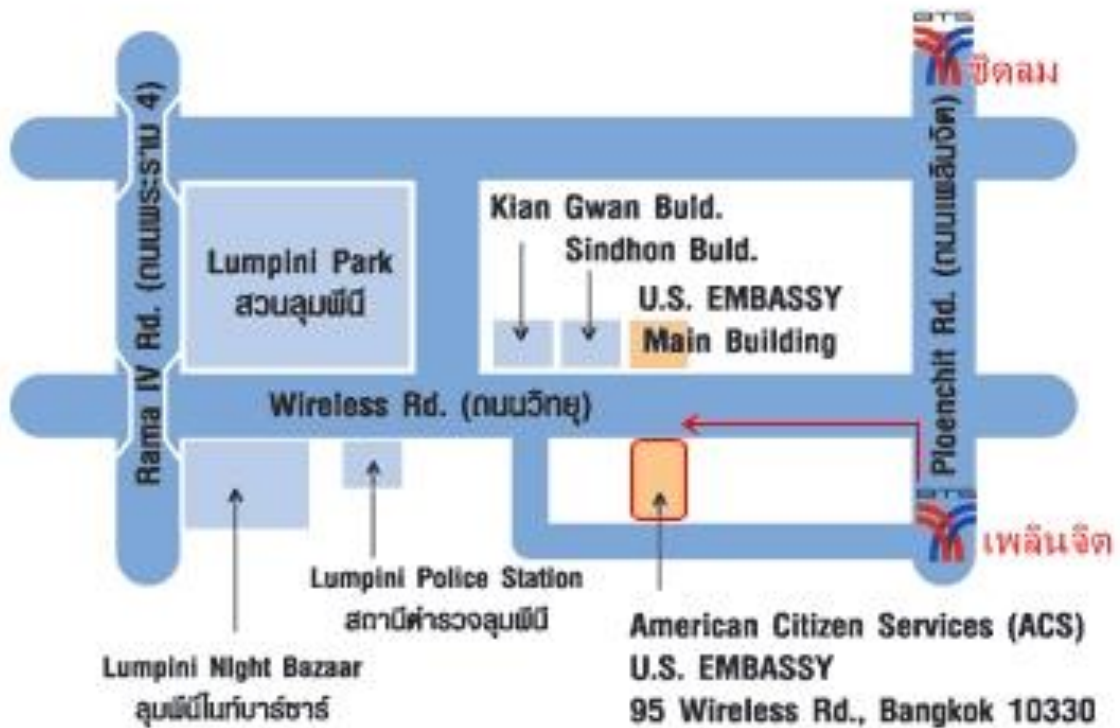 BTS
ชิดลม
Rama IV Rd. (ถนนพระราม 4)
Ploenchit Rd. (ถนนเพลินจิต)
Kian Gwan Buld.
Sindhon Buld.
Lumpini Park
สวนลุมพีนี
U.S. EMBASSY
Main Building
Wireless Rd. (ถนนวิทยุ)
BTS
เพลินจิต
Lumpini Police Station
สถานีตำรวจลุมพีนี
Lumpini Night Bazaar
ลุมพีนีไนท์บาร์ซาร์
American Citizen Services (ACS)
U.S. EMBASSY
95 Wireless Rd., Bangkok 10330